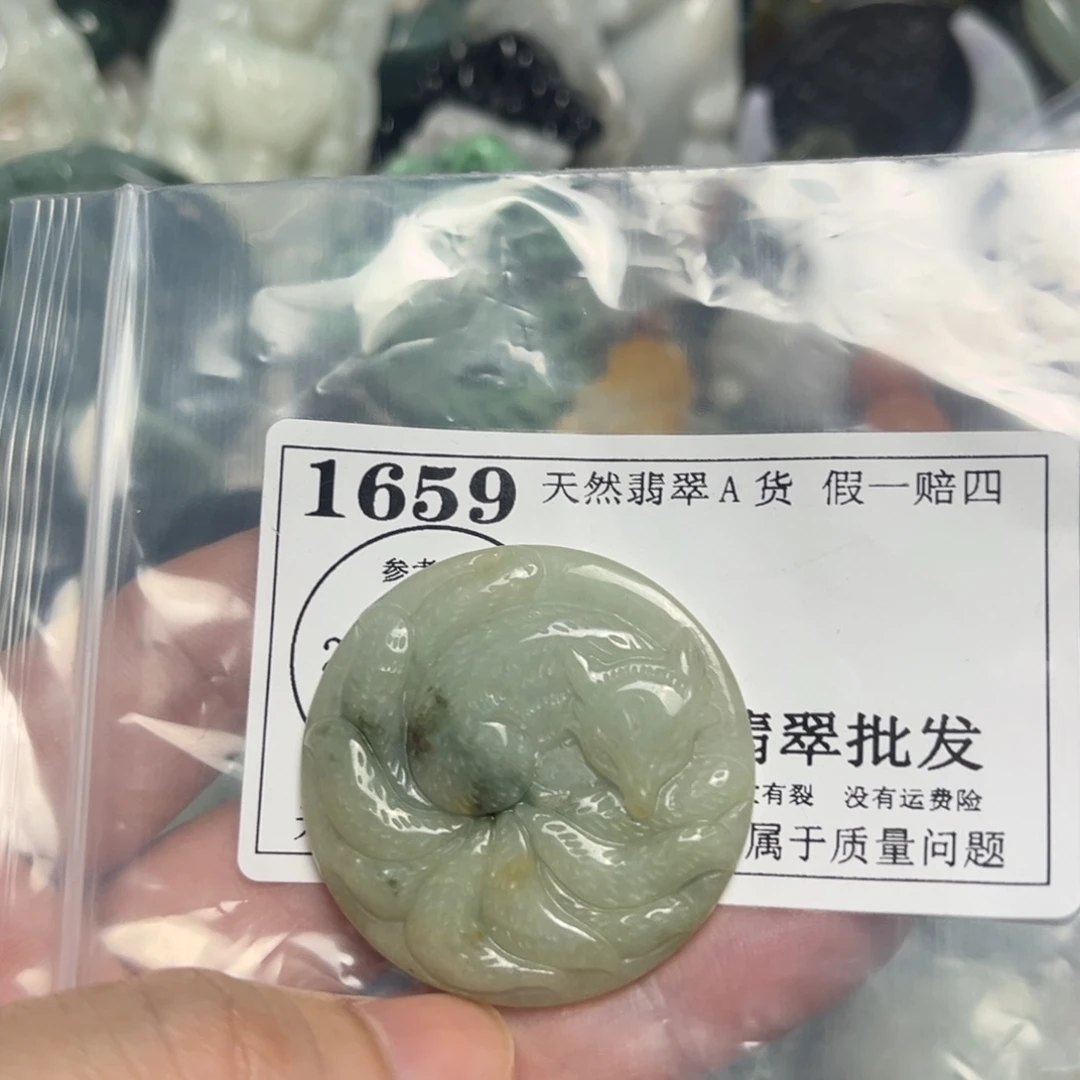 1659 天然翡翠A货 假一赔四
参考
翡翠批发
有裂 没有运费险
属于质量问题